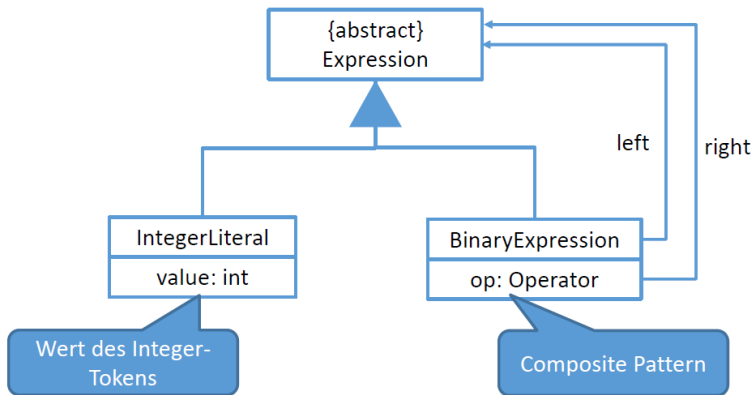 {abstract}
Expression
left
right
IntegerLiteral
value: int
BinaryExpression
op: Operator
Wert des Integer-
Tokens
Composite Pattern